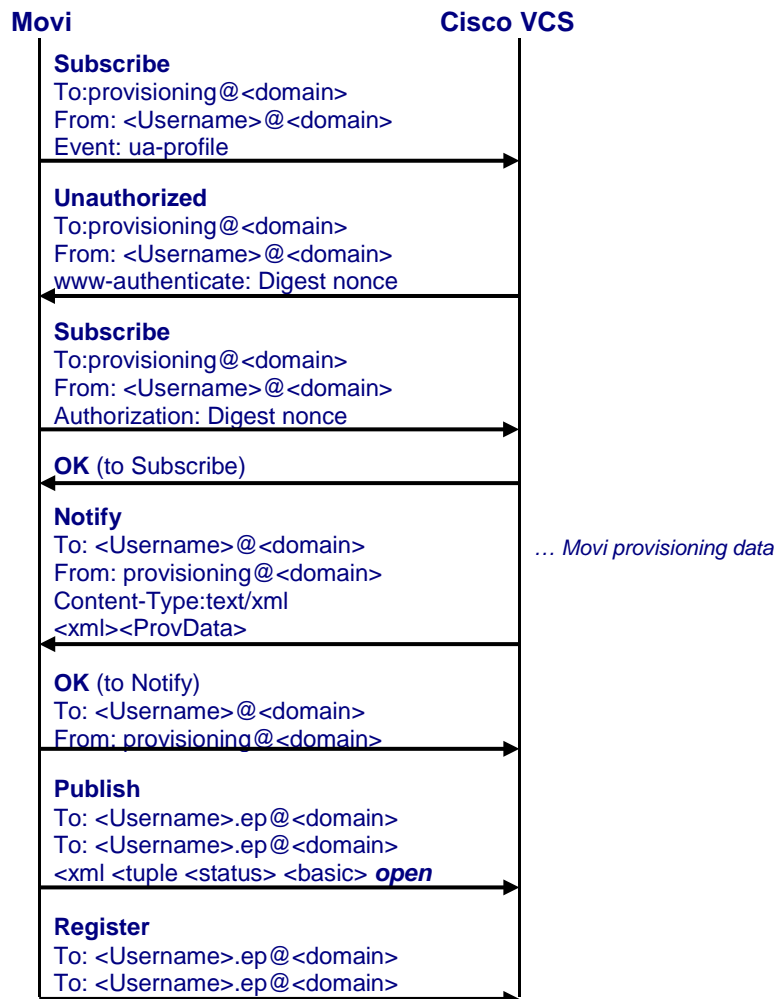 Movi Cisco VCS
Subscribe
To:provisioning@<domain>
From: <Username>@<domain>
Event: ua-profile
Unauthorized
To:provisioning@<domain>
From: <Username>@<domain>
www-authenticate: Digest nonce
Subscribe
To:provisioning@<domain>
From: <Username>@<domain>
Authorization: Digest nonce
OK (to Subscribe)
Notify
To: <Username>@<domain>
… Movi provisioning data
From: provisioning@<domain>
Content-Type:text/xml
<xml><ProvData>
OK (to Notify)
To: <Username>@<domain>
From: provisioning@<domain>
Publish
To: <Username>.ep@<domain>
To: <Username>.ep@<domain>
<xml <tuple <status> <basic> open
Register
To: <Username>.ep@<domain>
To: <Username>.ep@<domain>